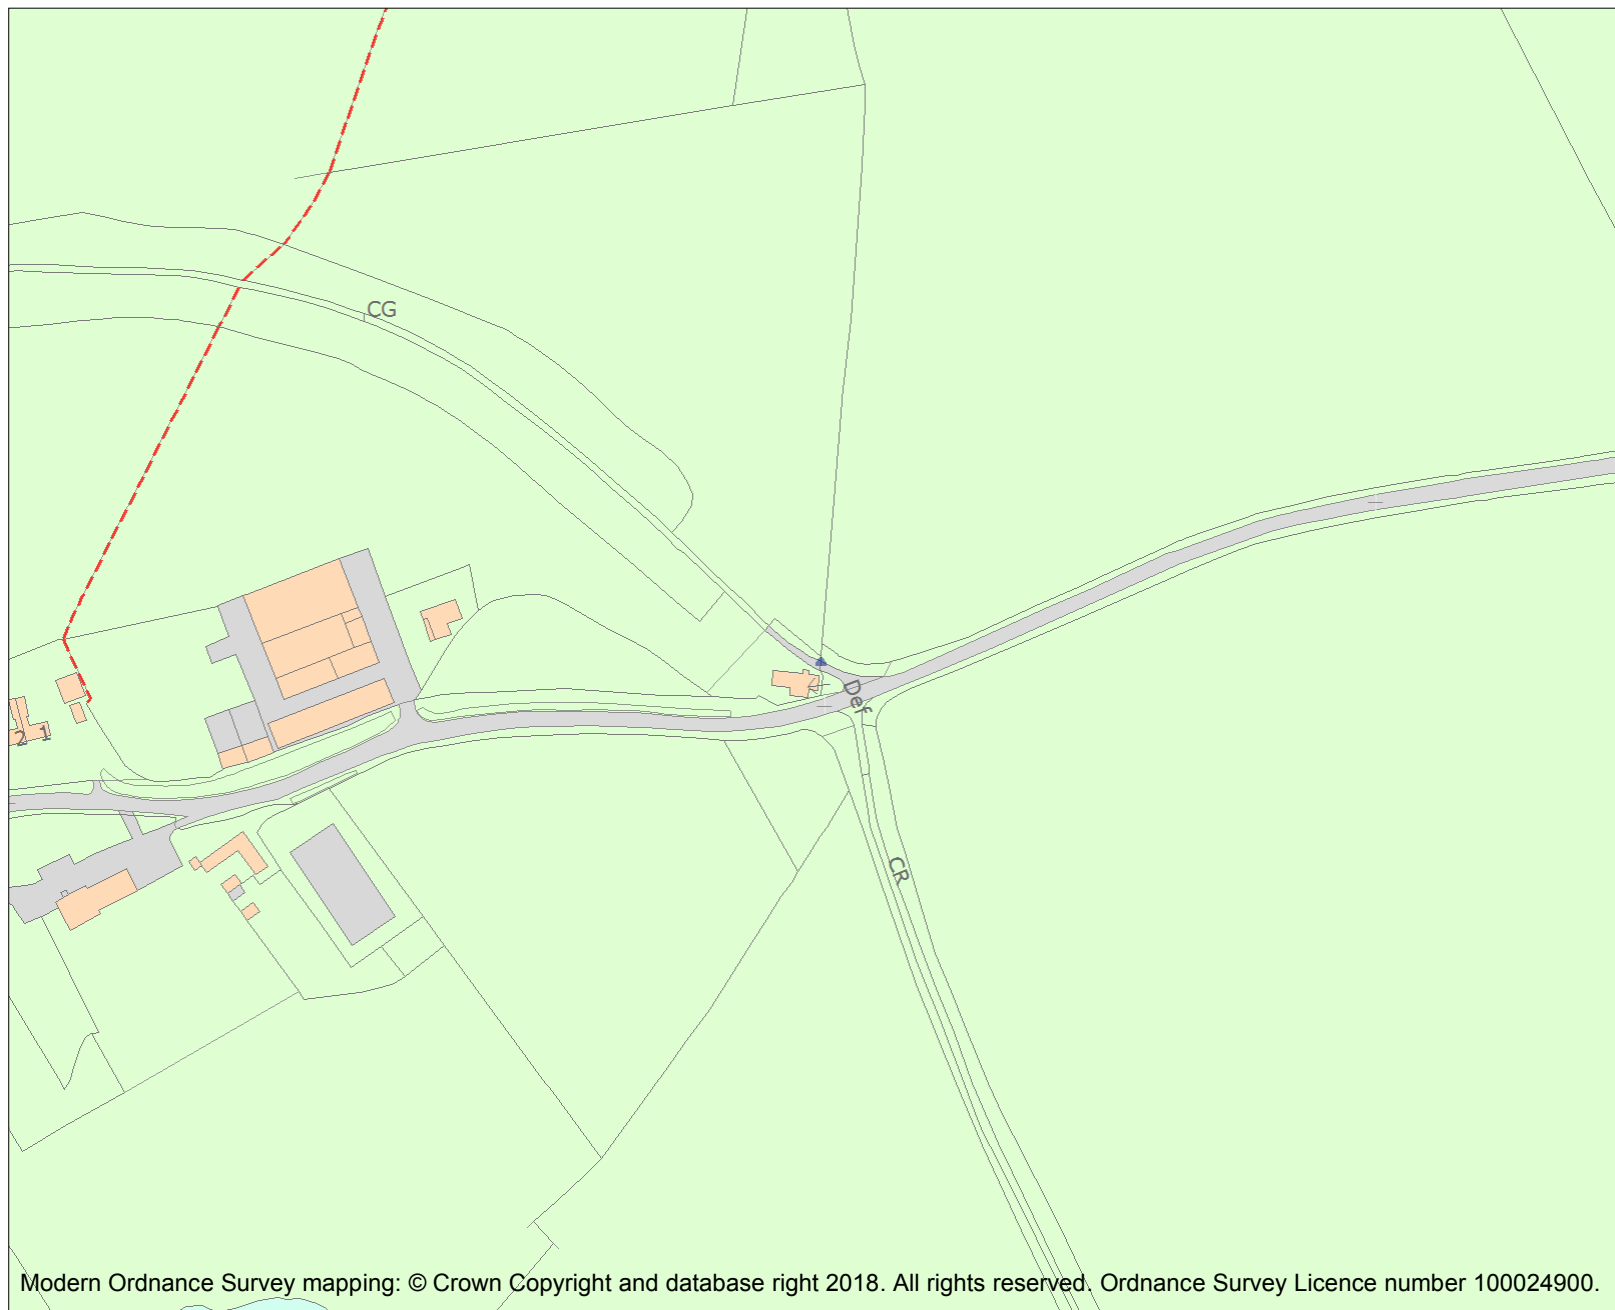 CG
Def
2 1
CR
Modern Ordnance Survey mapping: © Crown Copyright and database right 2018. All rights reserved. Ordnance Survey Licence number 100024900.